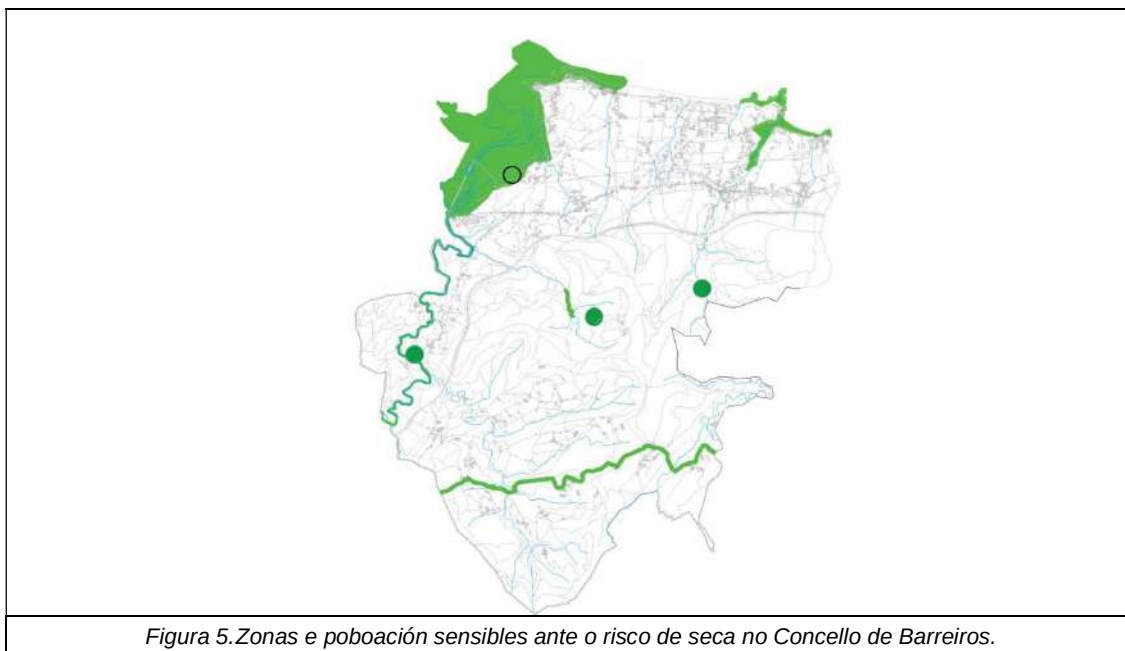 Figura 5.Zonas e poboación sensibles ante o risco de seca no Concello de Barreiros.